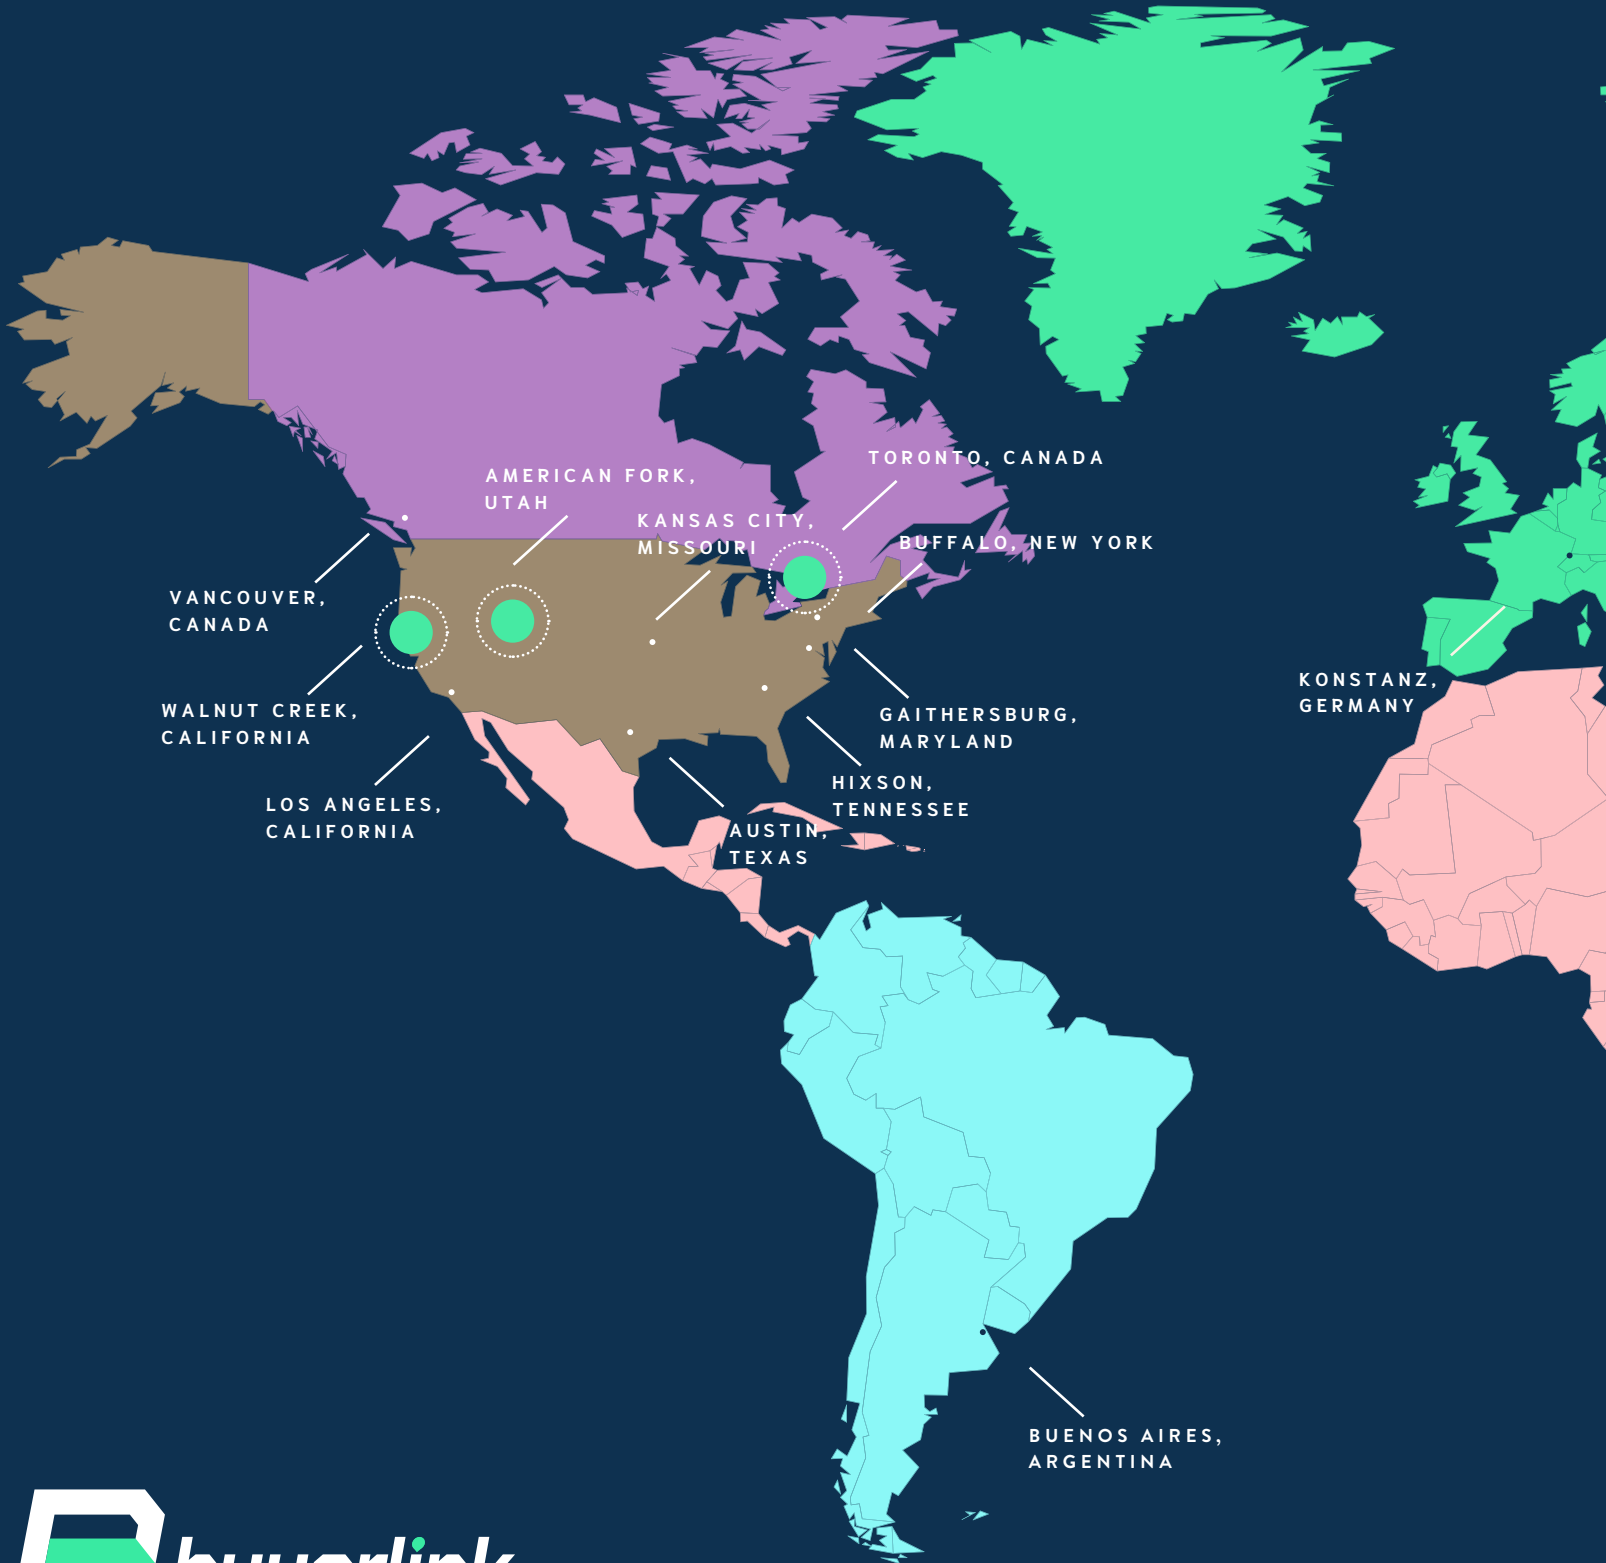 AMERICAN FORK,
UTAH
TORONTO, CANADA
KANSAS CITY,
MISSOURI
BUFFALO, NEW YORK
VANCOUVER,
CANADA
WALNUT CREEK,
CALIFORNIA
KONSTANZ,
GERMANY
GAITHERSBURG,
MARYLAND
LOS ANGELES,
CALIFORNIA
HIXSON,
TENNESSEE
AUSTIN,
TEXAS
BUENOS AIRES,
ARGENTINA
buyerlink